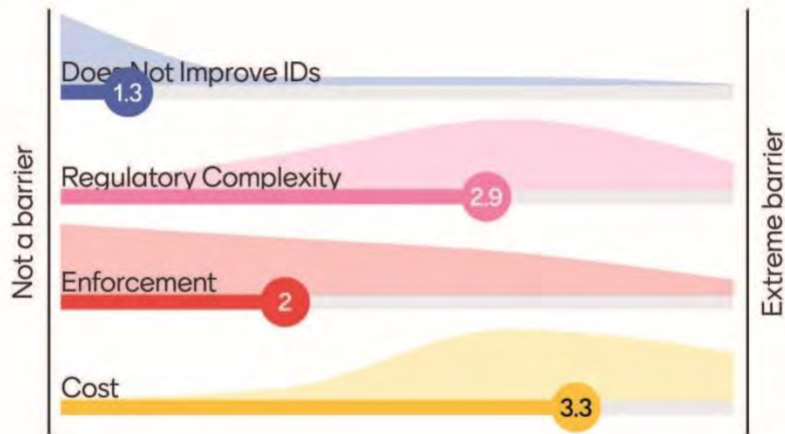 Does Not Improve IDs
1.3
Regulatory Complexity
2.9
Enforcement
2
Cost
3.3
Not a barrier
Extreme barrier